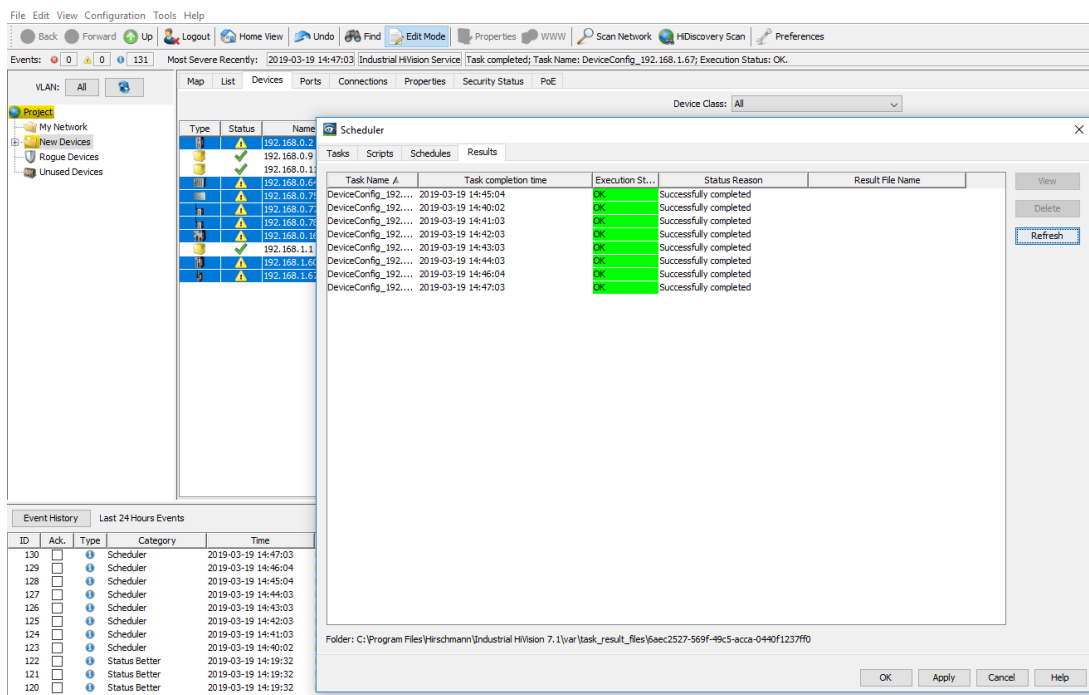 File Edit View Configuration Tools Help
Back Forward Up Logout Home View Undo Find Edit Mode Properties WWW Scan Network HiDiscovery Scan Preferences
Events: 0 0 131 Most Severe Recently: 2019-03-19 14:47:03 Industrial HiVision Service Task completed; Task Name: DeviceConfig_192.168.1.67; Execution Status: OK.
VLAN: All
Project
My Network
New Devices
Rogue Devices
Unused Devices
Map List Devices Ports Connections Properties Security Status PoE
Device Class: All
Type Status Name
192.168.0.2
192.168.0.9
192.168.0.11
192.168.0.64
192.168.0.75
192.168.0.77
192.168.0.78
192.168.0.16
192.168.1.1
192.168.1.60
192.168.1.67
Scheduler
Tasks Scripts Schedules Results
Task Name Task completion time Execution St... Status Reason Result File Name
DeviceConfig_192.... 2019-03-19 14:45:04 OK Successfully completed
DeviceConfig_192.... 2019-03-19 14:40:02 OK Successfully completed
DeviceConfig_192.... 2019-03-19 14:41:03 OK Successfully completed
DeviceConfig_192.... 2019-03-19 14:42:03 OK Successfully completed
DeviceConfig_192.... 2019-03-19 14:43:03 OK Successfully completed
DeviceConfig_192.... 2019-03-19 14:44:03 OK Successfully completed
DeviceConfig_192.... 2019-03-19 14:46:04 OK Successfully completed
DeviceConfig_192.... 2019-03-19 14:47:03 OK Successfully completed
View
Delete
Refresh
Folder: C:\Program Files\Hirschmann\Industrial HiVision 7.1\var\task_result_files\6aec2527-569f-49c5-acca-0440f1237ff0
OK Apply Cancel Help
Event History Last 24 Hours Events
ID Ack. Type Category Time
130 Scheduler 2019-03-19 14:47:03
129 Scheduler 2019-03-19 14:46:04
128 Scheduler 2019-03-19 14:45:04
127 Scheduler 2019-03-19 14:44:03
126 Scheduler 2019-03-19 14:43:03
125 Scheduler 2019-03-19 14:42:03
124 Scheduler 2019-03-19 14:41:03
123 Scheduler 2019-03-19 14:40:02
122 Status Better 2019-03-19 14:19:32
121 Status Better 2019-03-19 14:19:32
120 Status Better 2019-03-19 14:19:32